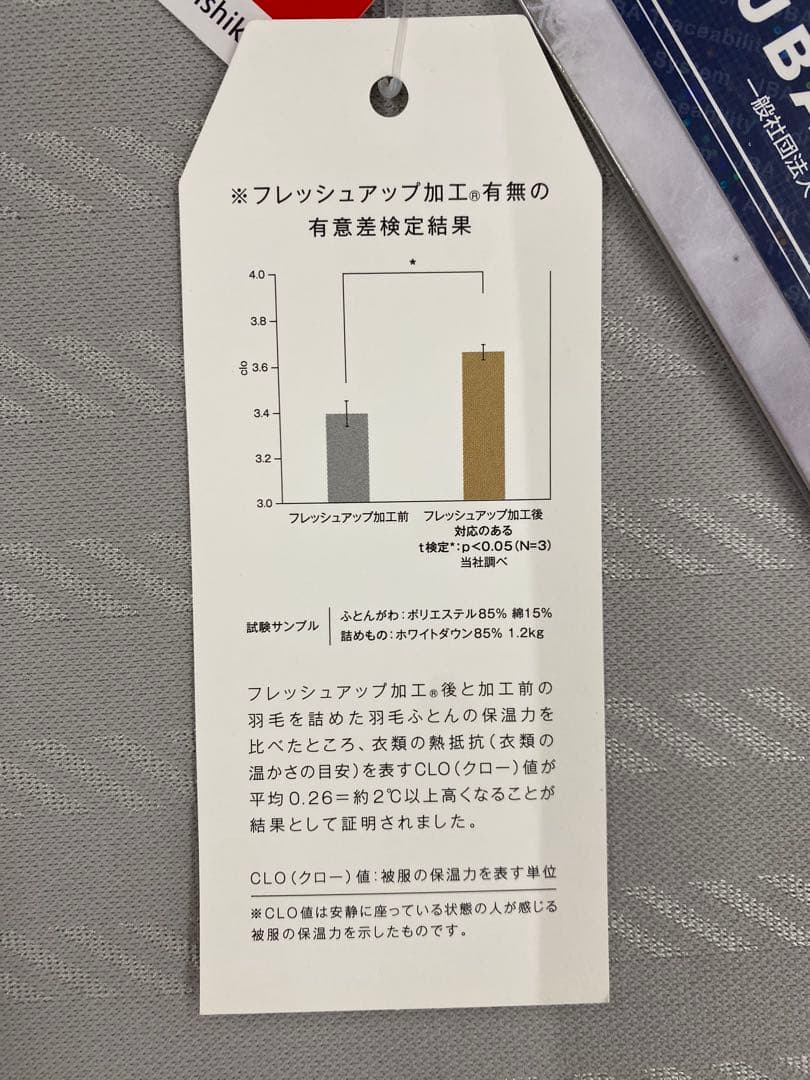 ※フレッシュアップ加工®有無の
有意差検定結果
*
4.0
3.8
3.6
3.4
3.2
3.0
clo
フレッシュアップ加工前
フレッシュアップ加工後
対応のある
t検定*:p<0.05(N=3)
当社調べ
試験サンプル
ふとんがわ:ポリエステル85% 綿15%
詰めもの:ホワイトダウン85% 1.2kg
フレッシュアップ加工®後と加工前の
羽毛を詰めた羽毛ふとんの保温力を
比べたところ、衣類の熱抵抗(衣類の
温かさの目安)を表すCLO(クロー)値が
平均0.26=約2℃以上高くなることが
結果として証明されました。
CLO(クロー)値:被服の保温力を表す単位
※CLO値は安静に座っている状態の人が感じる
被服の保温力を示したものです。
一般社団法人